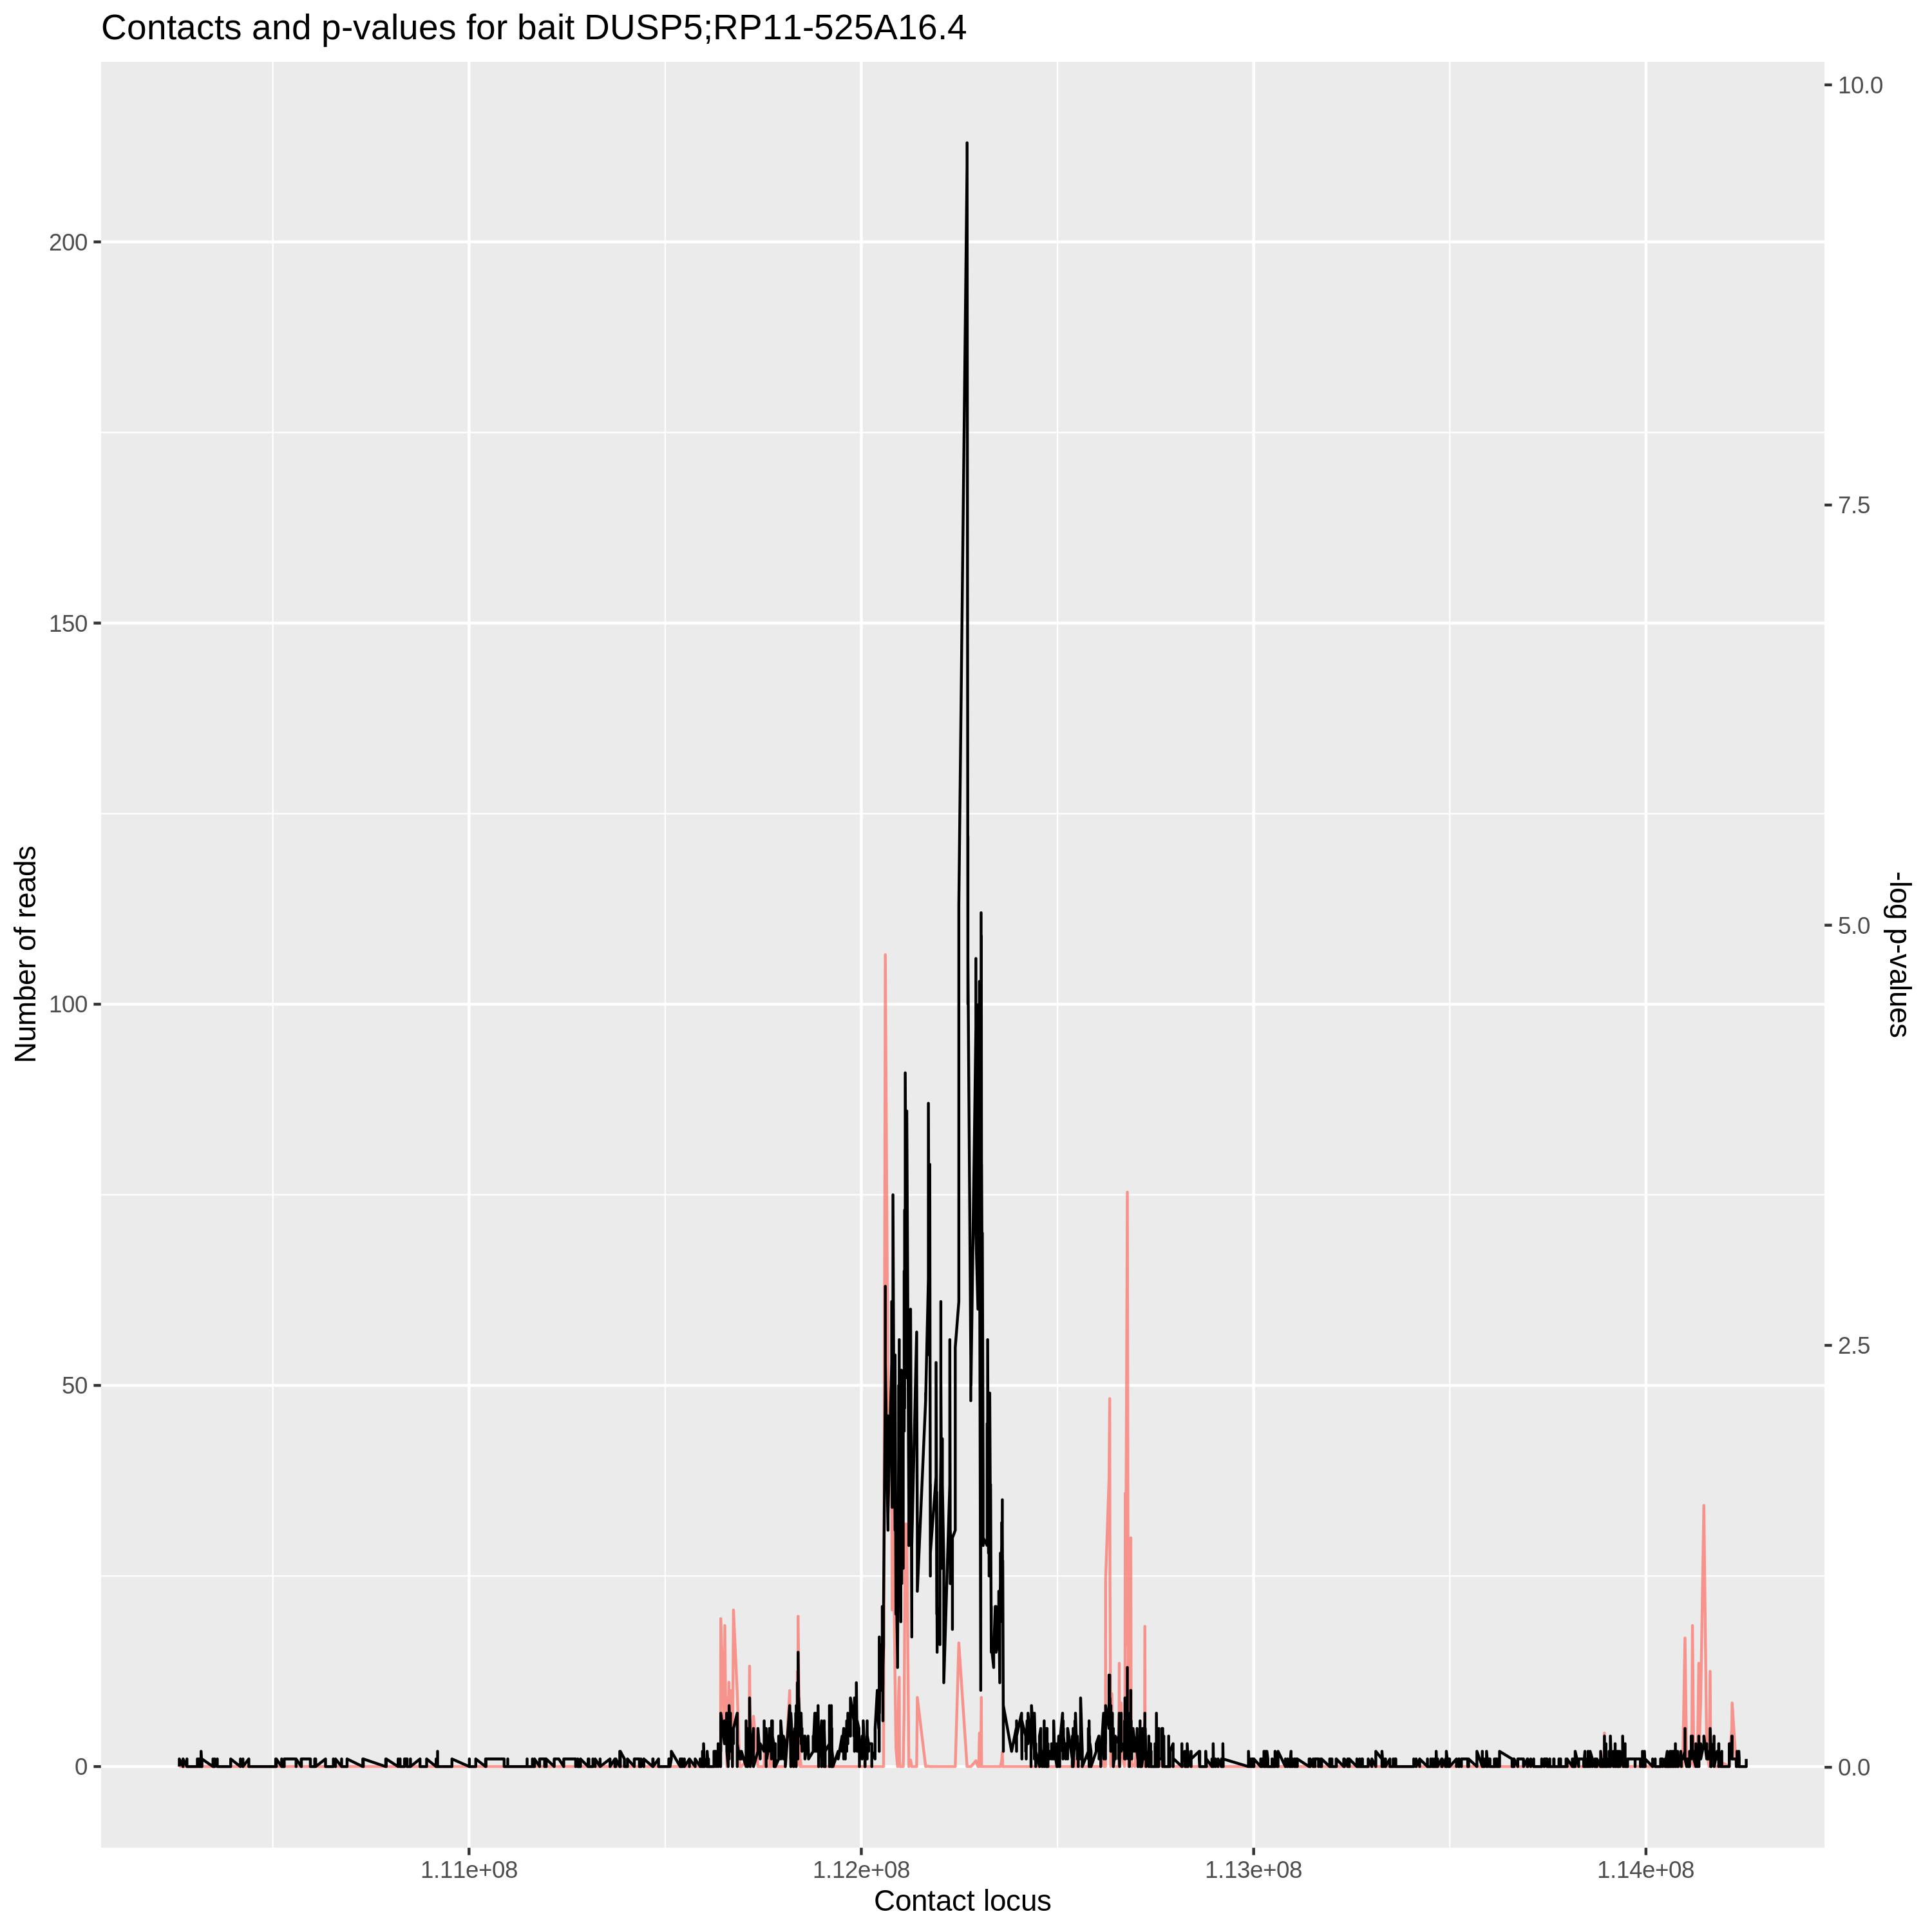 Contacts and p-values for bait DUSP5;RP11-525A16.4
10.0
200
7.5
150
5.0
100
2.5
50
0
0.0
Number of reads
-log p-values
1.11e+08 1.12e+08 1.13e+08 1.14e+08
Contact locus